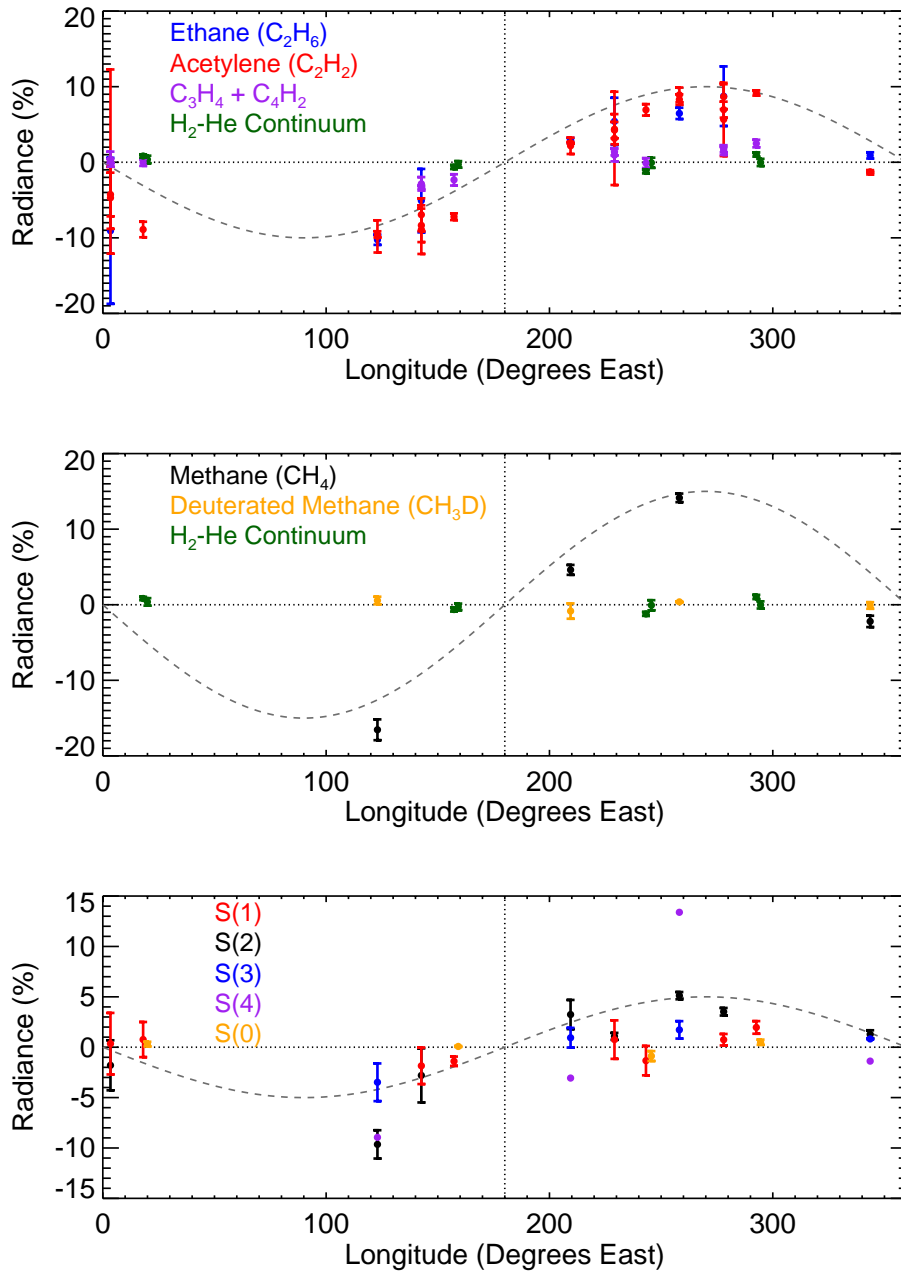 Ethane (C₂H₆)
Acetylene (C₂H₂)
C₃H₄ + C₄H₂
H₂-He Continuum
20
10
0
-10
-20
Radiance (%)
0 100 200 300
Longitude (Degrees East)
Methane (CH₄)
Deuterated Methane (CH₃D)
H₂-He Continuum
20
10
0
-10
-20
Radiance (%)
0 100 200 300
Longitude (Degrees East)
S(1)
S(2)
S(3)
S(4)
S(0)
15
10
5
0
-5
-10
-15
Radiance (%)
0 100 200 300
Longitude (Degrees East)